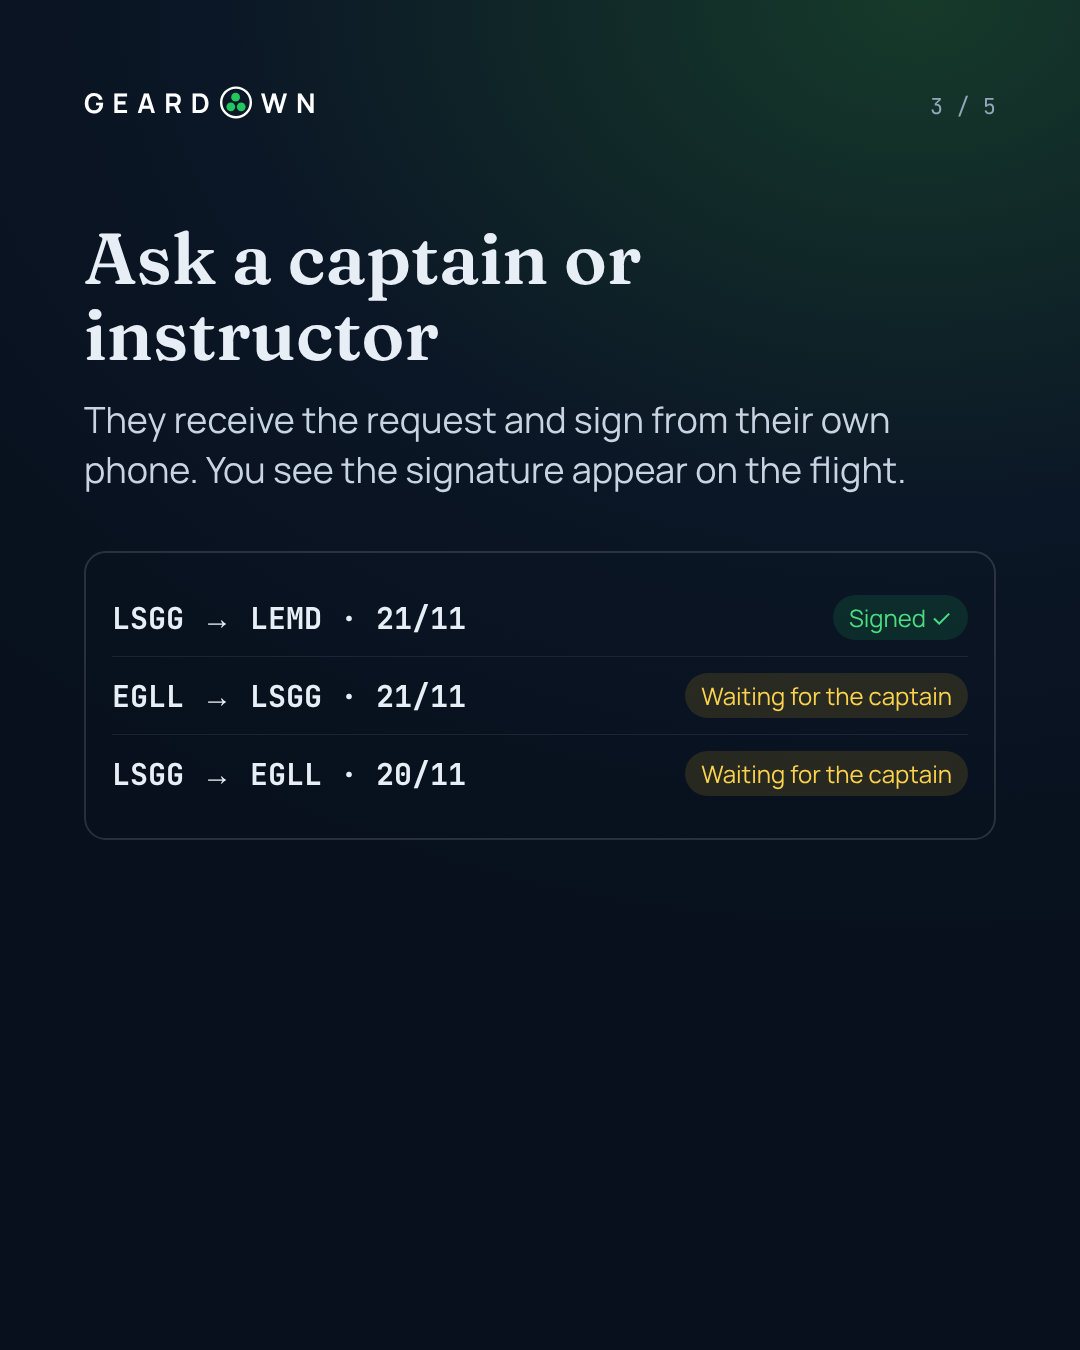 GEARDOWN
3 / 5
Ask a captain or
instructor
They receive the request and sign from their own
phone. You see the signature appear on the flight.
LSGG → LEMD · 21/11 Signed ✓
EGLL → LSGG · 21/11 Waiting for the captain
LSGG → EGLL · 20/11 Waiting for the captain